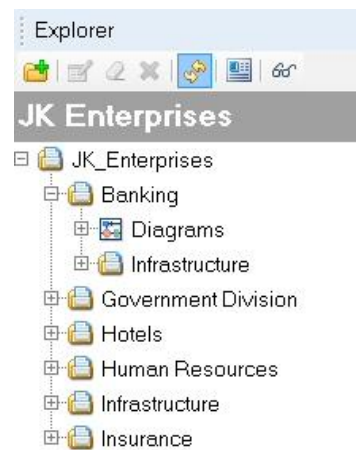 Explorer
JK Enterprises
JK_Enterprises
Banking
Diagrams
Infrastructure
Government Division
Hotels
Human Resources
Infrastructure
Insurance